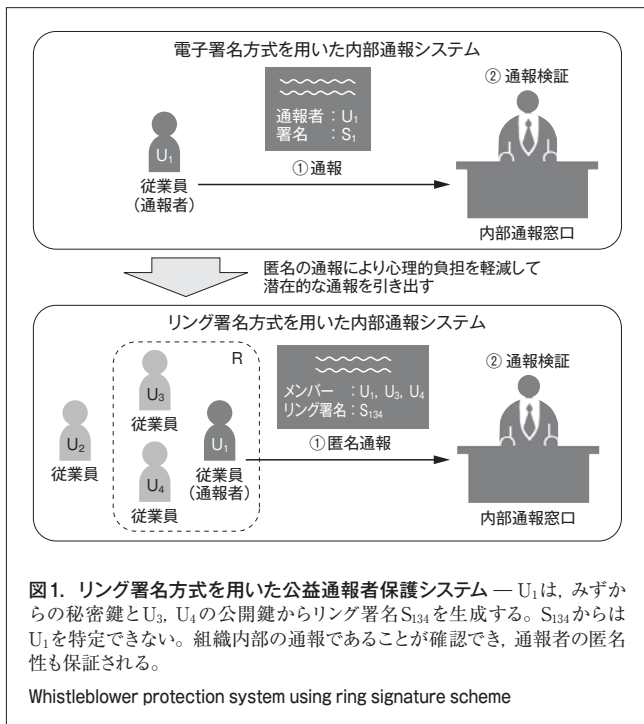 電子署名方式を用いた内部通報システム
通報者：U1
署名　：S1
② 通報検証
U1
①通報
従業員
(通報者)
内部通報窓口
匿名の通報により心理的負担を軽減して
潜在的な通報を引き出す
リング署名方式を用いた内部通報システム
R
② 通報検証
U3
メンバー　：U1, U3, U4
リング署名：S134
従業員
U2
U1
①匿名通報
従業員
U4
従業員
(通報者)
従業員
内部通報窓口
図1．リング署名方式を用いた公益通報者保護システム — U1は，みずか
らの秘密鍵とU3, U4の公開鍵からリング署名S134を生成する。S134からは
U1を特定できない。組織内部の通報であることが確認でき，通報者の匿名
性も保証される。
Whistleblower protection system using ring signature scheme